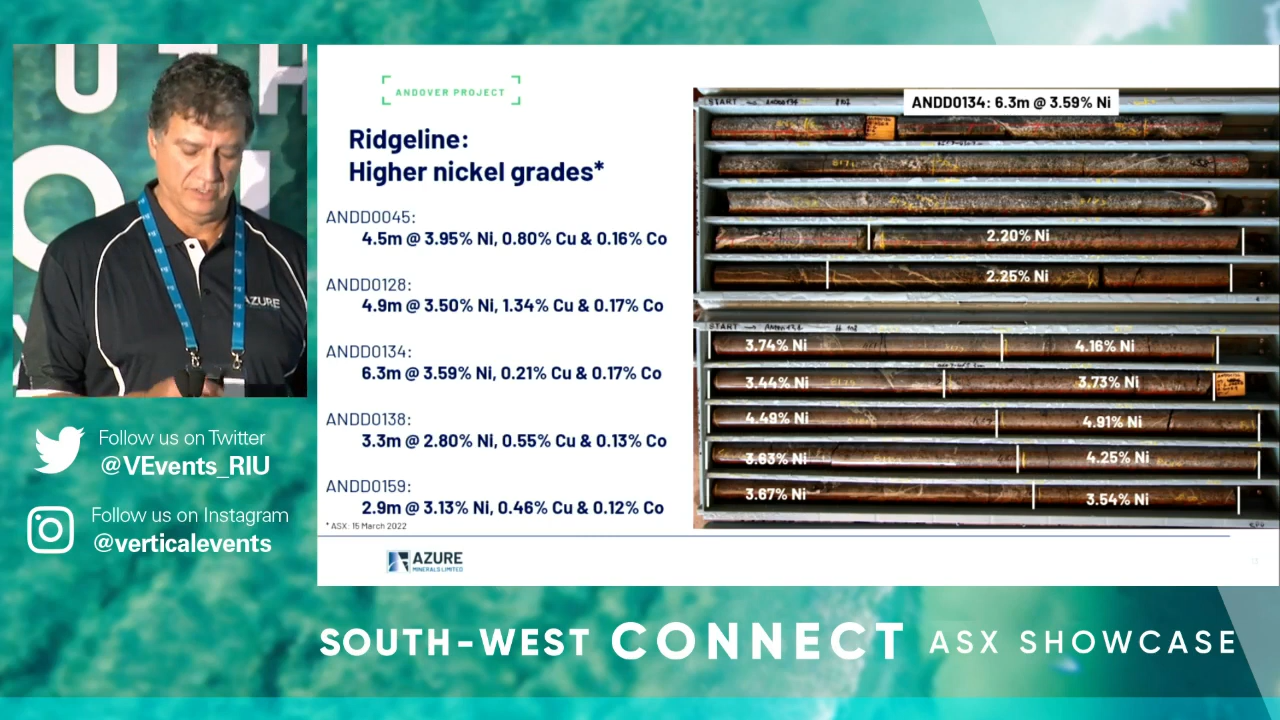 ANDOVER PROJECT
Ridgeline:
Higher nickel grades*
ANDD0045:
4.5m @ 3.95% Ni, 0.80% Cu & 0.16% Co
ANDD0128:
4.9m @ 3.50% Ni, 1.34% Cu & 0.17% Co
ANDD0134:
6.3m @ 3.59% Ni, 0.21% Cu & 0.17% Co
ANDD0138:
3.3m @ 2.80% Ni, 0.55% Cu & 0.13% Co
ANDD0159:
2.9m @ 3.13% Ni, 0.46% Cu & 0.12% Co
* ASX: 15 March 2022
AZURE
MINERALS LIMITED
ANDD0134: 6.3m @ 3.59% Ni
START
2.20% Ni
2.25% Ni
START
3.74% Ni 4.16% Ni
3.44% Ni 3.73% Ni
4.49% Ni 4.91% Ni
3.63% Ni 4.25% Ni
3.67% Ni 3.54% Ni
AZURE
Follow us on Twitter
@VEvents_RIU
Follow us on Instagram
@verticalevents
SOUTH-WEST CONNECT ASX SHOWCASE